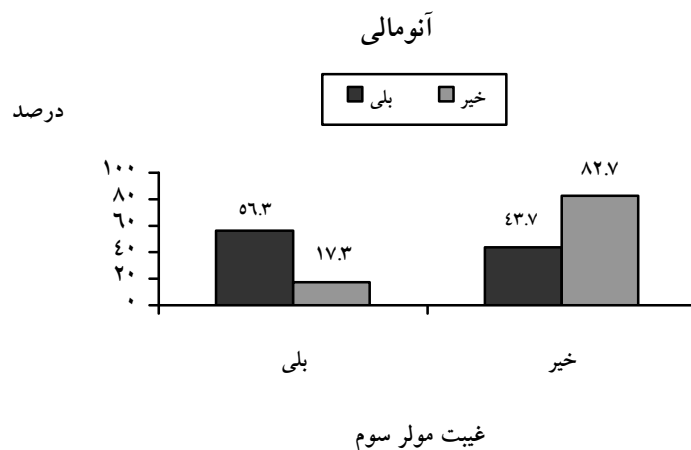 آنومالی
بلی خیر
درصد
۱۰۰
۸۰
۶۰
۴۰
۲۰
۰
۵۶.۳
۱۷.۳
۴۳.۷
۸۲.۷
بلی
خیر
غیبت مولر سوم